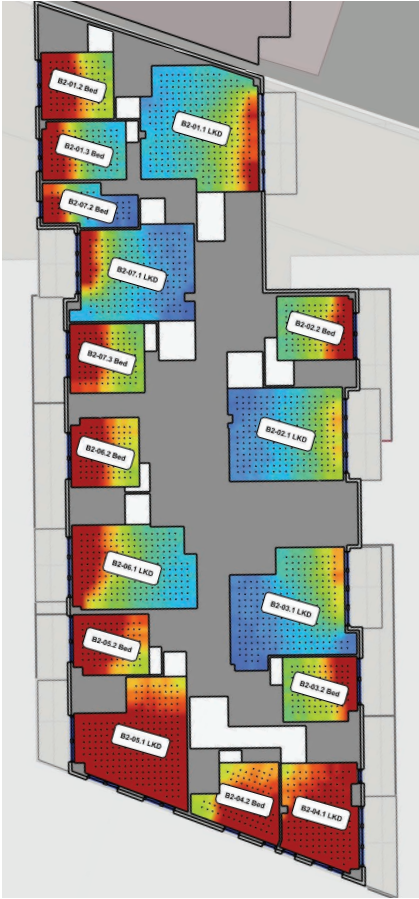 B2-01.2 Bed
B2-01.1 LKD
B2-01.3 Bed
B2-07.2 Bed
B2-07.1 LKD
B2-02.2 Bed
B2-07.3 Bed
B2-02.1 LKD
B2-06.2 Bed
B2-06.1 LKD
B2-03.1 LKD
B2-05.2 Bed
B2-03.2 Bed
B2-05.1 LKD
B2-04.2 Bed
B2-04.1 LKD